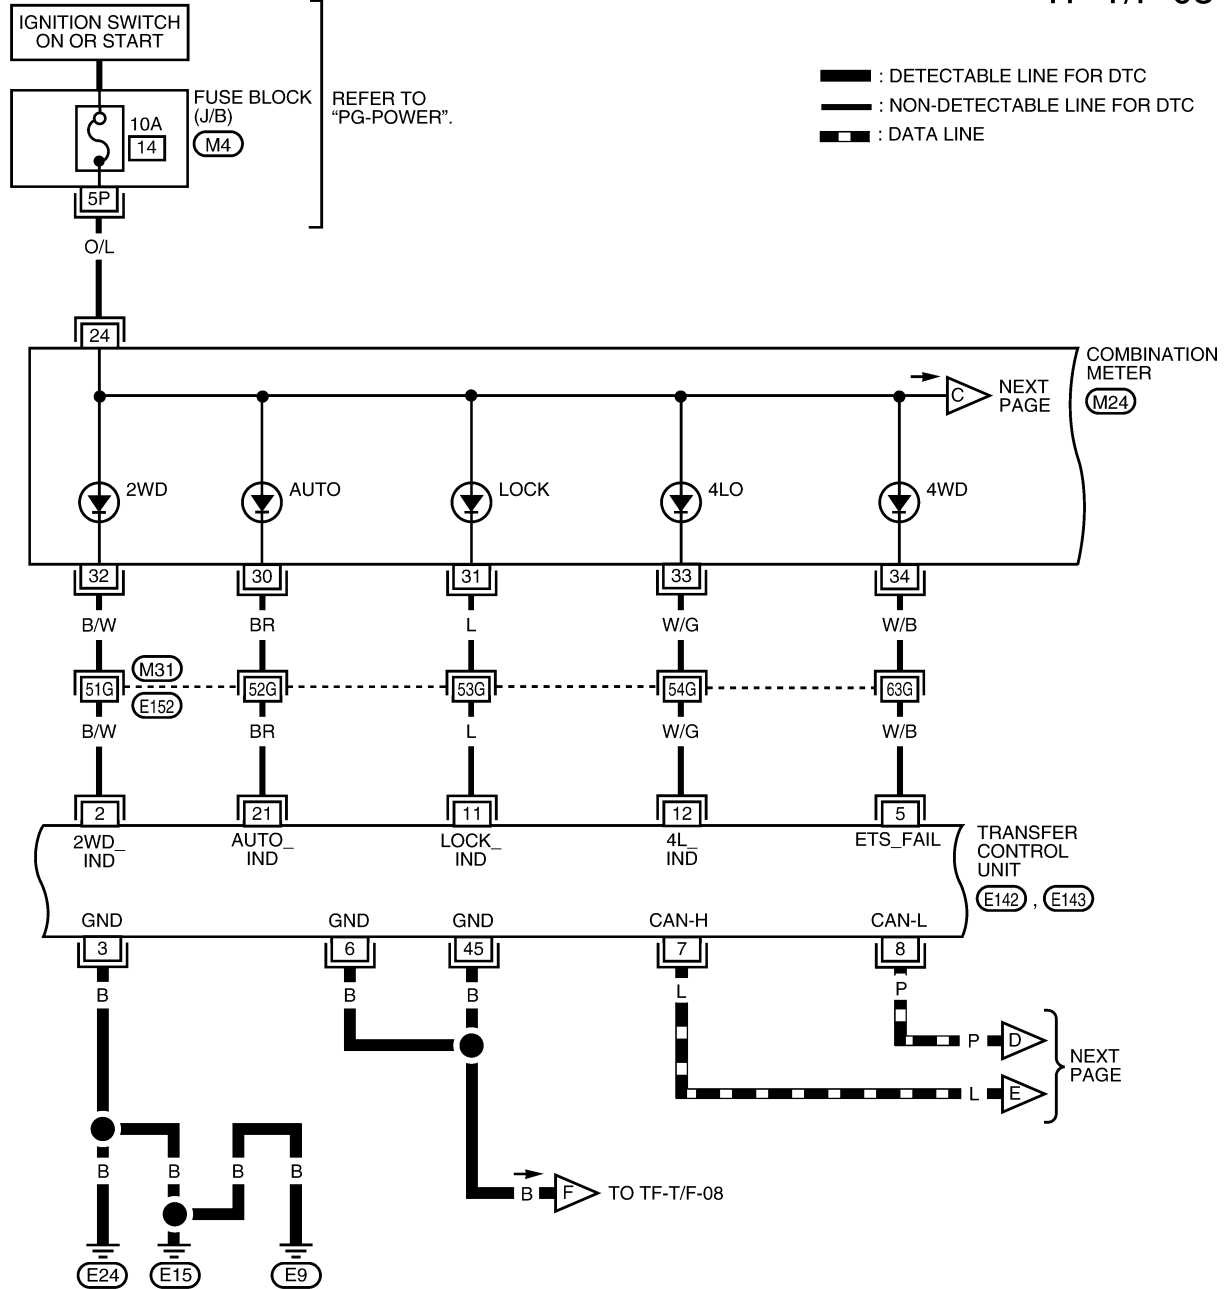 IGNITION SWITCH
ON OR START
FUSE BLOCK
(J/B)
M4
10A
14
5P
REFER TO
"PG-POWER".
: DETECTABLE LINE FOR DTC
: NON-DETECTABLE LINE FOR DTC
: DATA LINE
O/L
24
COMBINATION
METER
M24
C
NEXT
PAGE
2WD
AUTO
LOCK
4LO
4WD
32
30
31
33
34
B/W
BR
L
W/G
W/B
M31
51G
52G
53G
54G
63G
E152
B/W
BR
L
W/G
W/B
2
21
11
12
5
2WD_
IND
AUTO_
IND
LOCK_
IND
4L_
IND
ETS_FAIL
TRANSFER
CONTROL
UNIT
E142 , E143
GND
GND
GND
CAN-H
CAN-L
3
6
45
7
8
B
B
B
L
P
P
D
L
E
NEXT
PAGE
B
B
B
B
B
F
TO TF-T/F-08
E24
E15
E9